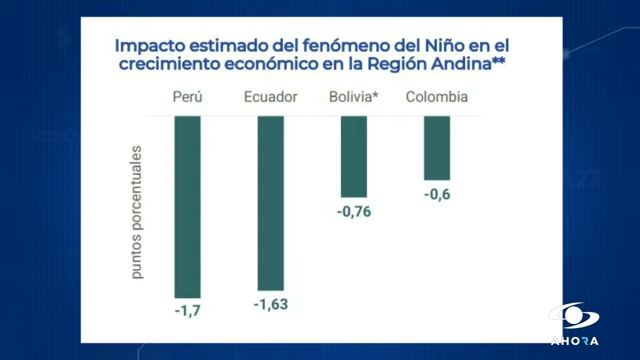 Impacto estimado del fenómeno del Niño en el
crecimiento económico en la Región Andina**
Perú Ecuador Bolivia* Colombia
puntos porcentuales
-0,6
-0,76
-1,63
-1,7
AHORA